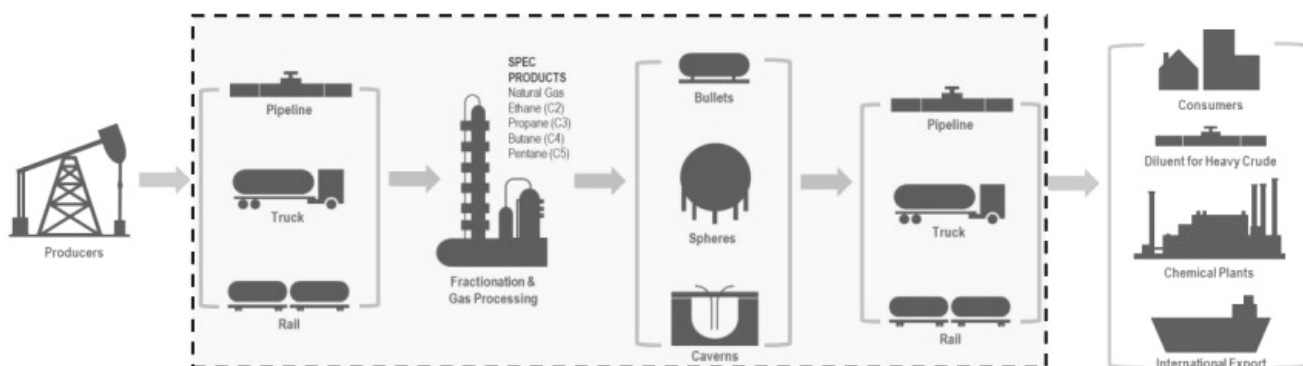 Producers
Pipeline
Truck
Rail
Fractionation &
Gas Processing
SPEC
PRODUCTS
Natural Gas
Ethane (C2)
Propane (C3)
Butane (C4)
Pentane (C5)
Bullets
Spheres
Caverns
Pipeline
Truck
Rail
Consumers
Diluent for Heavy Crude
Chemical Plants
International Export